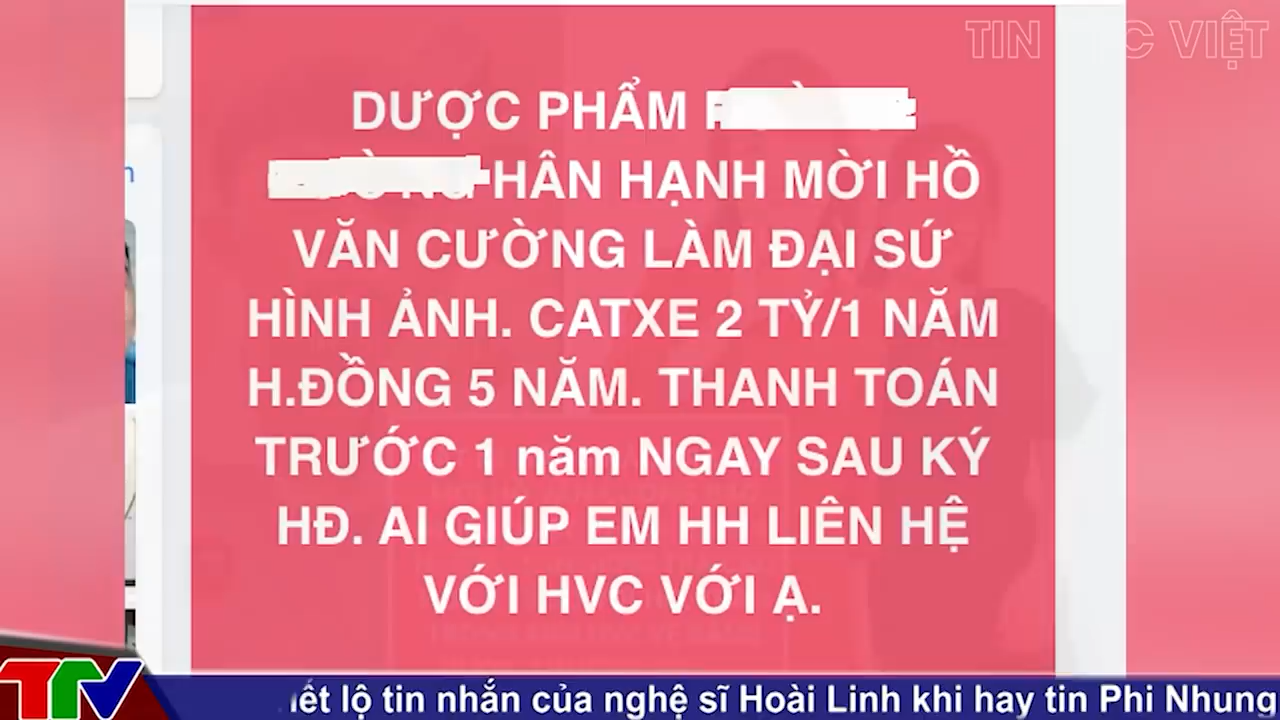 TIN VIỆT
DƯỢC PHẨM
HÂN HẠNH MỜI HỒ
VĂN CƯỜNG LÀM ĐẠI SỨ
HÌNH ẢNH. CATXE 2 TỶ/1 NĂM
H.ĐỒNG 5 NĂM. THANH TOÁN
TRƯỚC 1 năm NGAY SAU KÝ
HĐ. AI GIÚP EM HH LIÊN HỆ
VỚI HVC VỚI Ạ.
TTV
lộ tin nhắn của nghệ sĩ Hoài Linh khi hay tin Phi Nhung